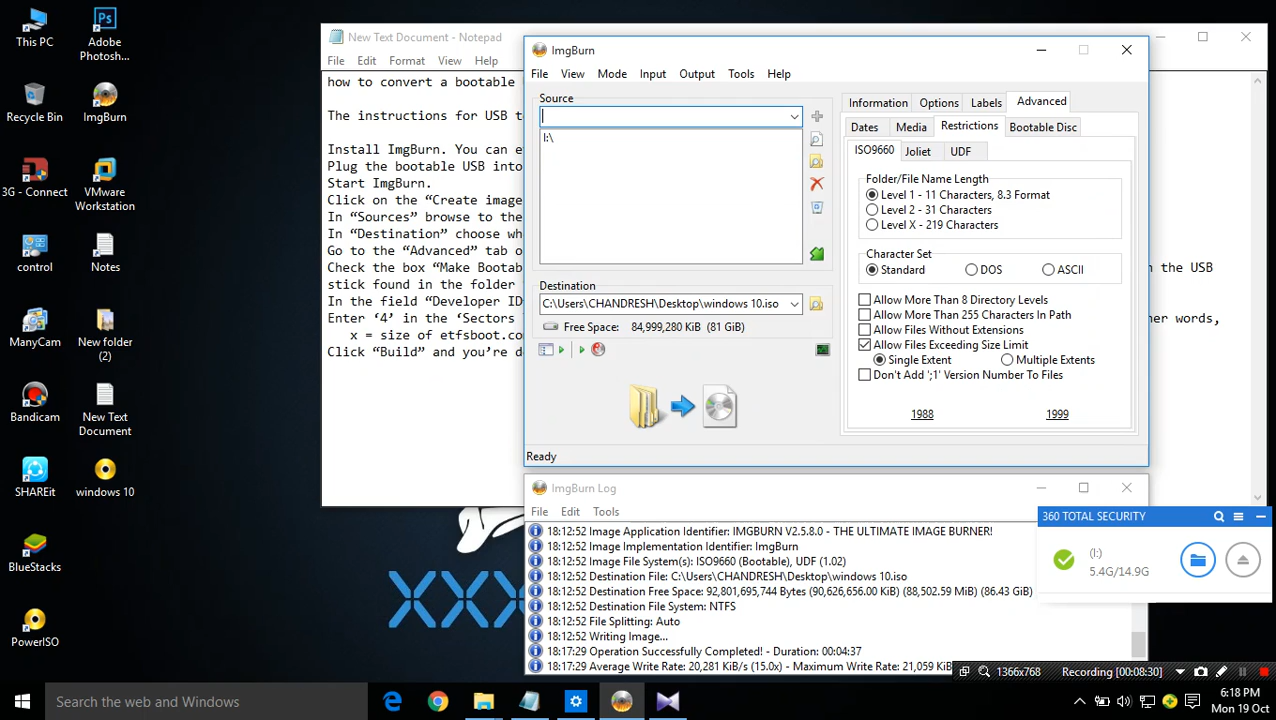 This PC
Adobe
Photosh...
Recycle Bin
ImgBurn
3G - Connect
VMware
Workstation
control
Notes
ManyCam
New folder
(2)
Bandicam
New Text
Document
SHAREit
windows 10
BlueStacks
PowerISO
New Text Document - Notepad
File Edit Format View Help
how to convert a bootable
The instructions for USB t
Install ImgBurn. You can e
Plug the bootable USB into
Start ImgBurn.
Click on the “Create image
In “Sources” browse to the
In “Destination” choose wh
Go to the “Advanced” tab o
Check the box “Make Bootab
n the USB
stick found in the folder
In the field “Developer ID
Enter ‘4’ in the ‘Sectors
her words,
x = size of etfsboot.co
Click “Build” and you’re d
ImgBurn
File View Mode Input Output Tools Help
Source
I:\
Destination
C:\Users\CHANDRESH\Desktop\windows 10.iso
Free Space: 84,999,280 KiB (81 GiB)
Information Options Labels Advanced
Dates Media Restrictions Bootable Disc
ISO9660 Joliet UDF
Folder/File Name Length
Level 1 - 11 Characters, 8.3 Format
Level 2 - 31 Characters
Level X - 219 Characters
Character Set
Standard DOS ASCII
Allow More Than 8 Directory Levels
Allow More Than 255 Characters In Path
Allow Files Without Extensions
Allow Files Exceeding Size Limit
Single Extent Multiple Extents
Don't Add ';1' Version Number To Files
1988 1999
Ready
ImgBurn Log
File Edit Tools
18:12:52 Image Application Identifier: IMGBURN V2.5.8.0 - THE ULTIMATE IMAGE BURNER!
18:12:52 Image Implementation Identifier: ImgBurn
18:12:52 Image File System(s): ISO9660 (Bootable), UDF (1.02)
18:12:52 Destination File: C:\Users\CHANDRESH\Desktop\windows 10.iso
18:12:52 Destination Free Space: 92,801,695,744 Bytes (90,626,656.00 KiB) (88,502.59 MiB) (86.43 GiB)
18:12:52 Destination File System: NTFS
18:12:52 File Splitting: Auto
18:12:52 Writing Image...
18:17:29 Operation Successfully Completed! - Duration: 00:04:37
18:17:29 Average Write Rate: 20,281 KiB/s (15.0x) - Maximum Write Rate: 21,059 KiB
360 TOTAL SECURITY
(I:)
5.4G/14.9G
XXX
1366x768 Recording [00:08:30]
Search the web and Windows
6:18 PM
Mon 19 Oct